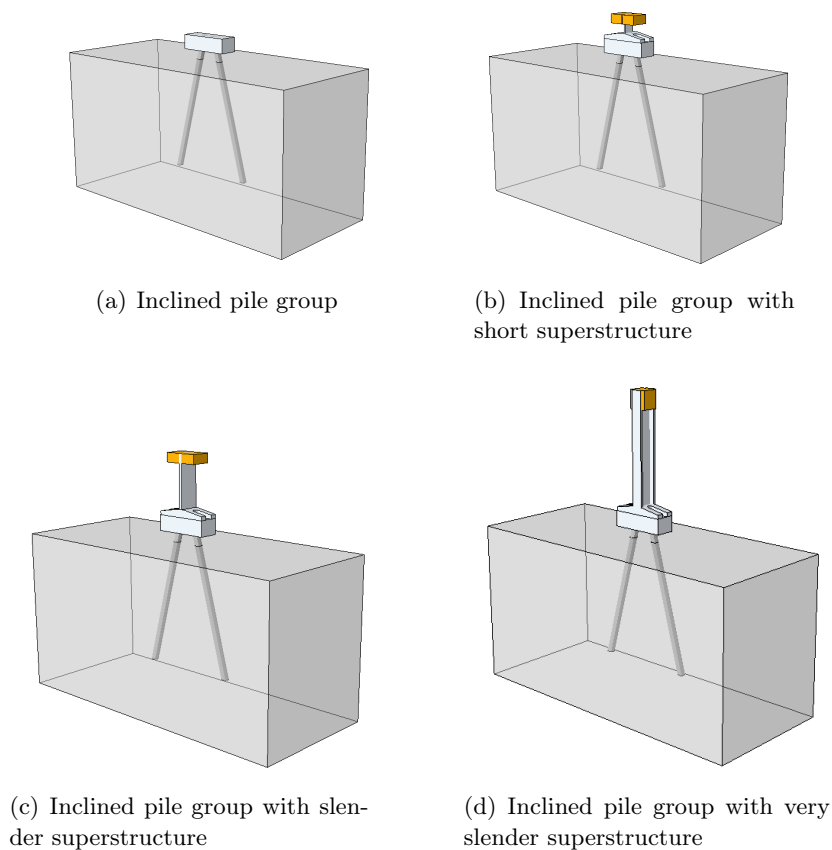 (a) Inclined pile group
(b) Inclined pile group with
short superstructure
(c) Inclined pile group with slen-
der superstructure
(d) Inclined pile group with very
slender superstructure